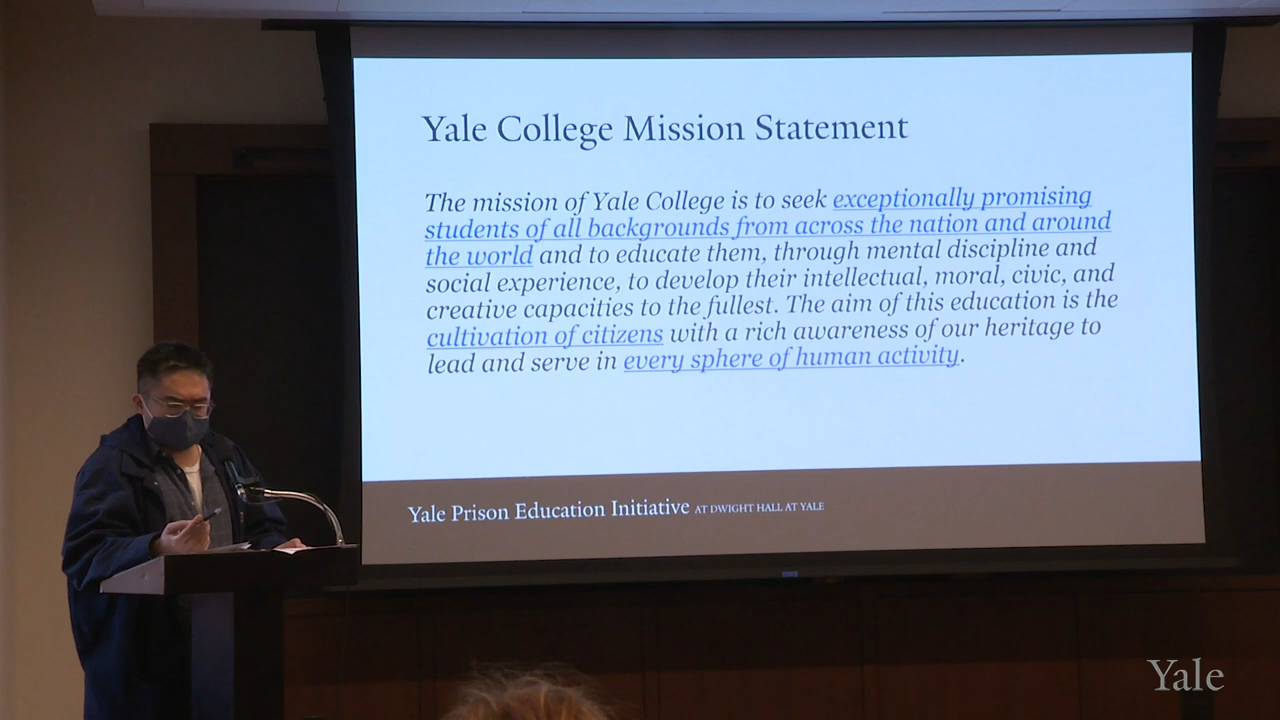 Yale College Mission Statement
The mission of Yale College is to seek exceptionally promising
students of all backgrounds from across the nation and around
the world and to educate them, through mental discipline and
social experience, to develop their intellectual, moral, civic, and
creative capacities to the fullest. The aim of this education is the
cultivation of citizens with a rich awareness of our heritage to
lead and serve in every sphere of human activity.
Yale Prison Education Initiative AT DWIGHT HALL AT YALE
Yale